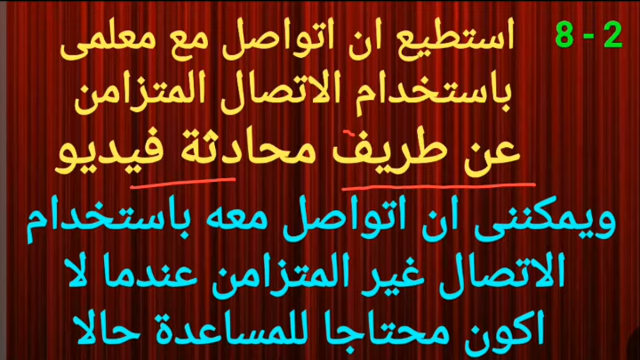 2 - 8
استطيع ان اتواصل مع معلمى
باستخدام الاتصال المتزامن
عن طريف محادثة فيديو
ويمكننى ان اتواصل معه باستخدام
الاتصال غير المتزامن عندما لا
اكون محتاجا للمساعدة حالا